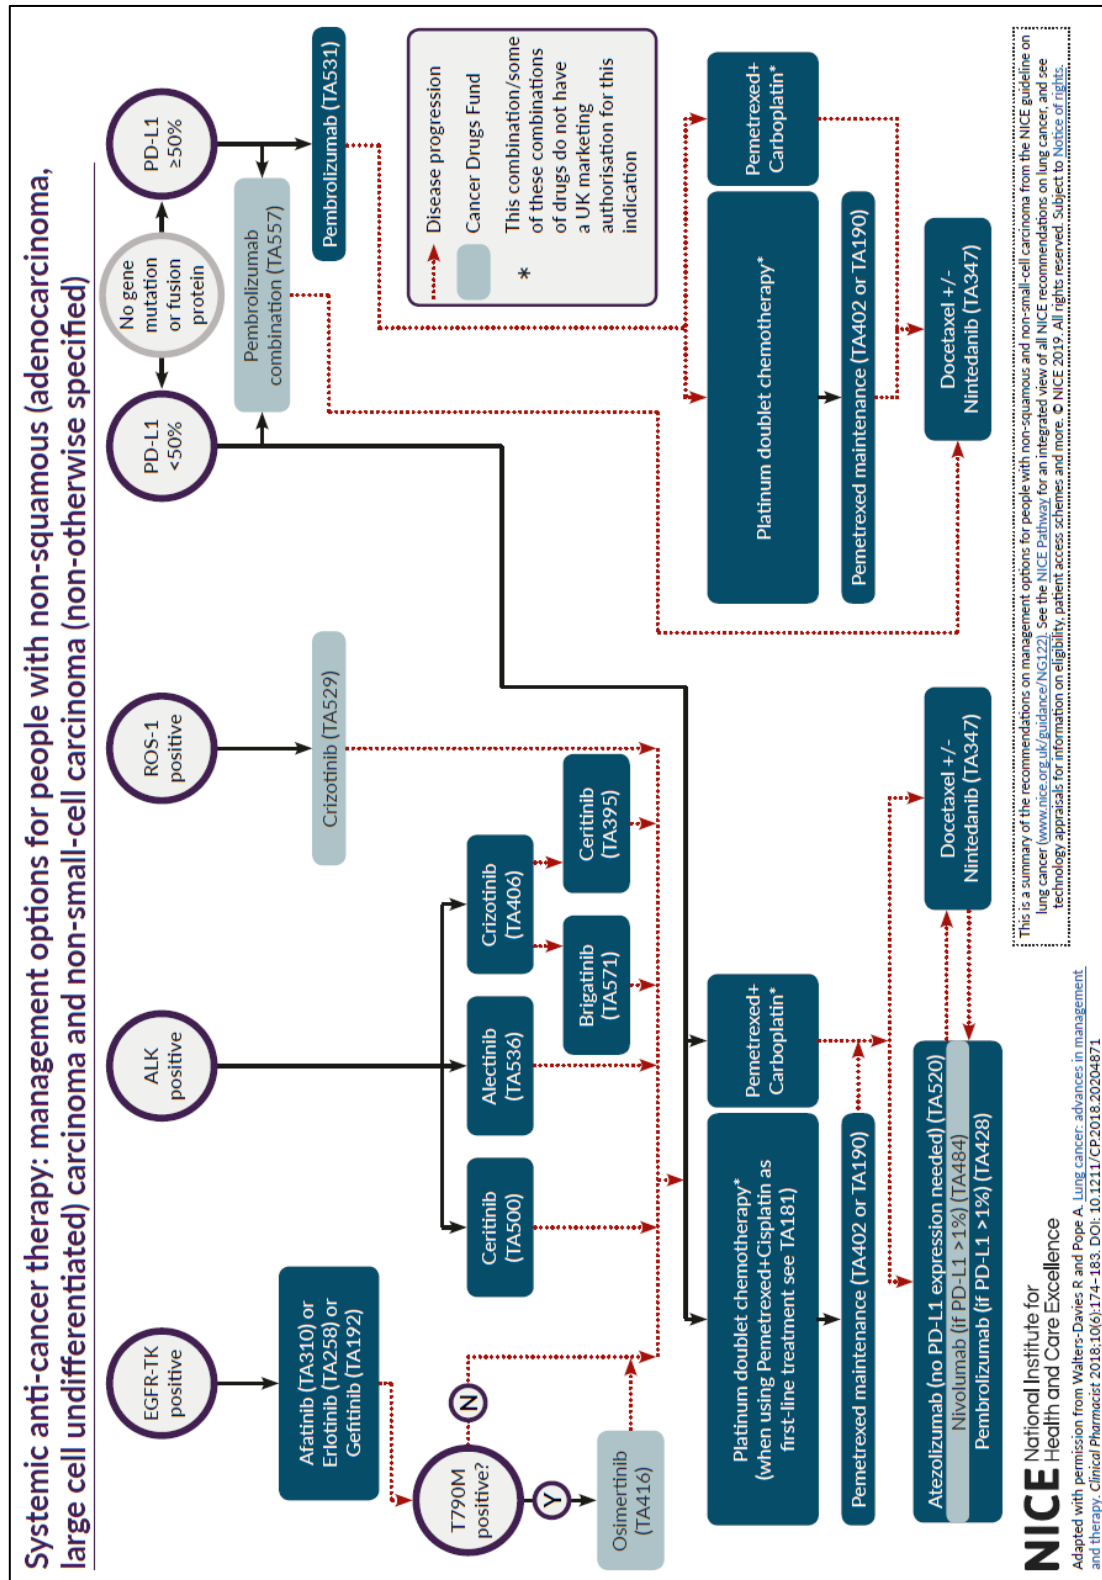 Systemic anti-cancer therapy: management options for people with non-squamous (adenocarcinoma,
large cell undifferentiated) carcinoma and non-small-cell carcinoma (non-otherwise specified)
EGFR-TK
positive
ALK
positive
ROS-1
positive
PD-L1
<50%
No gene
mutation
or fusion
protein
PD-L1
≥50%
Afatinib (TA310) or
Erlotinib (TA258) or
Gefitinib (TA192)
T790M
positive?
N
Y
Osimertinib
(TA416)
Ceritinib
(TA500)
Alectinib
(TA536)
Crizotinib
(TA406)
Brigatinib
(TA571)
Ceritinib
(TA395)
Crizotinib (TA529)
Pembrolizumab
combination (TA557)
Pembrolizumab (TA531)
Disease progression
Cancer Drugs Fund
* This combination/some
of these combinations
of drugs do not have
a UK marketing
authorisation for this
indication
Platinum doublet chemotherapy*
(when using Pemetrexed+Cisplatin as
first-line treatment see TA181)
Pemetrexed+
Carboplatin*
Pemetrexed maintenance (TA402 or TA190)
Atezolizumab (no PD-L1 expression needed) (TA520)
Nivolumab (if PD-L1 >1%) (TA484)
Pembrolizumab (if PD-L1 >1%) (TA428)
Docetaxel +/-
Nintedanib (TA347)
Platinum doublet chemotherapy*
Pemetrexed+
Carboplatin*
Pemetrexed maintenance (TA402 or TA190)
Docetaxel +/-
Nintedanib (TA347)
NICE National Institute for
Health and Care Excellence
Adapted with permission from Walters-Davies R and Pope A. Lung cancer: advances in management
and therapy. Clinical Pharmacist 2018:10(6):174–183. DOI: 10.1211/CP.2018.20204871
This is a summary of the recommendations on management options for people with non-squamous and non-small-cell carcinoma from the NICE guideline on
lung cancer (www.nice.org.uk/guidance/NG122). See the NICE Pathway for an integrated view of all NICE recommendations on lung cancer, and see
technology appraisals for information on eligibility, patient access schemes and more. © NICE 2019. All rights reserved. Subject to Notice of rights.